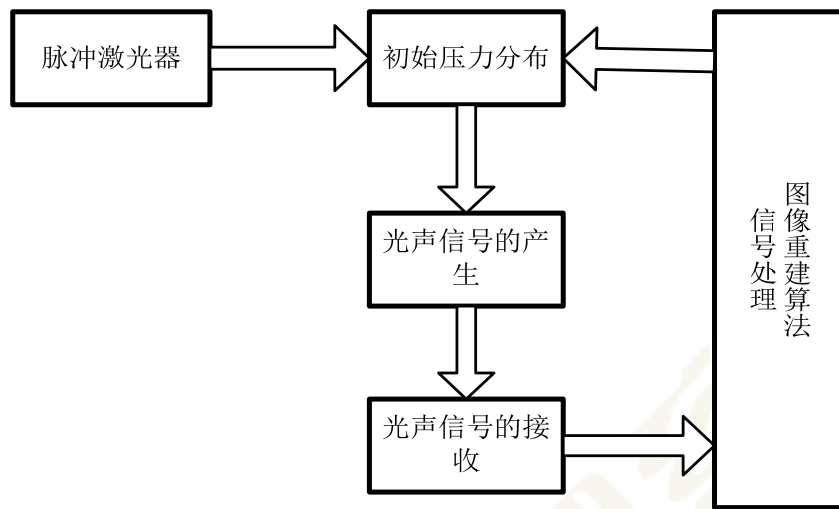 脉冲激光器
初始压力分布
光声信号的产
生
光声信号的接
收
图像重建算法
信号处理